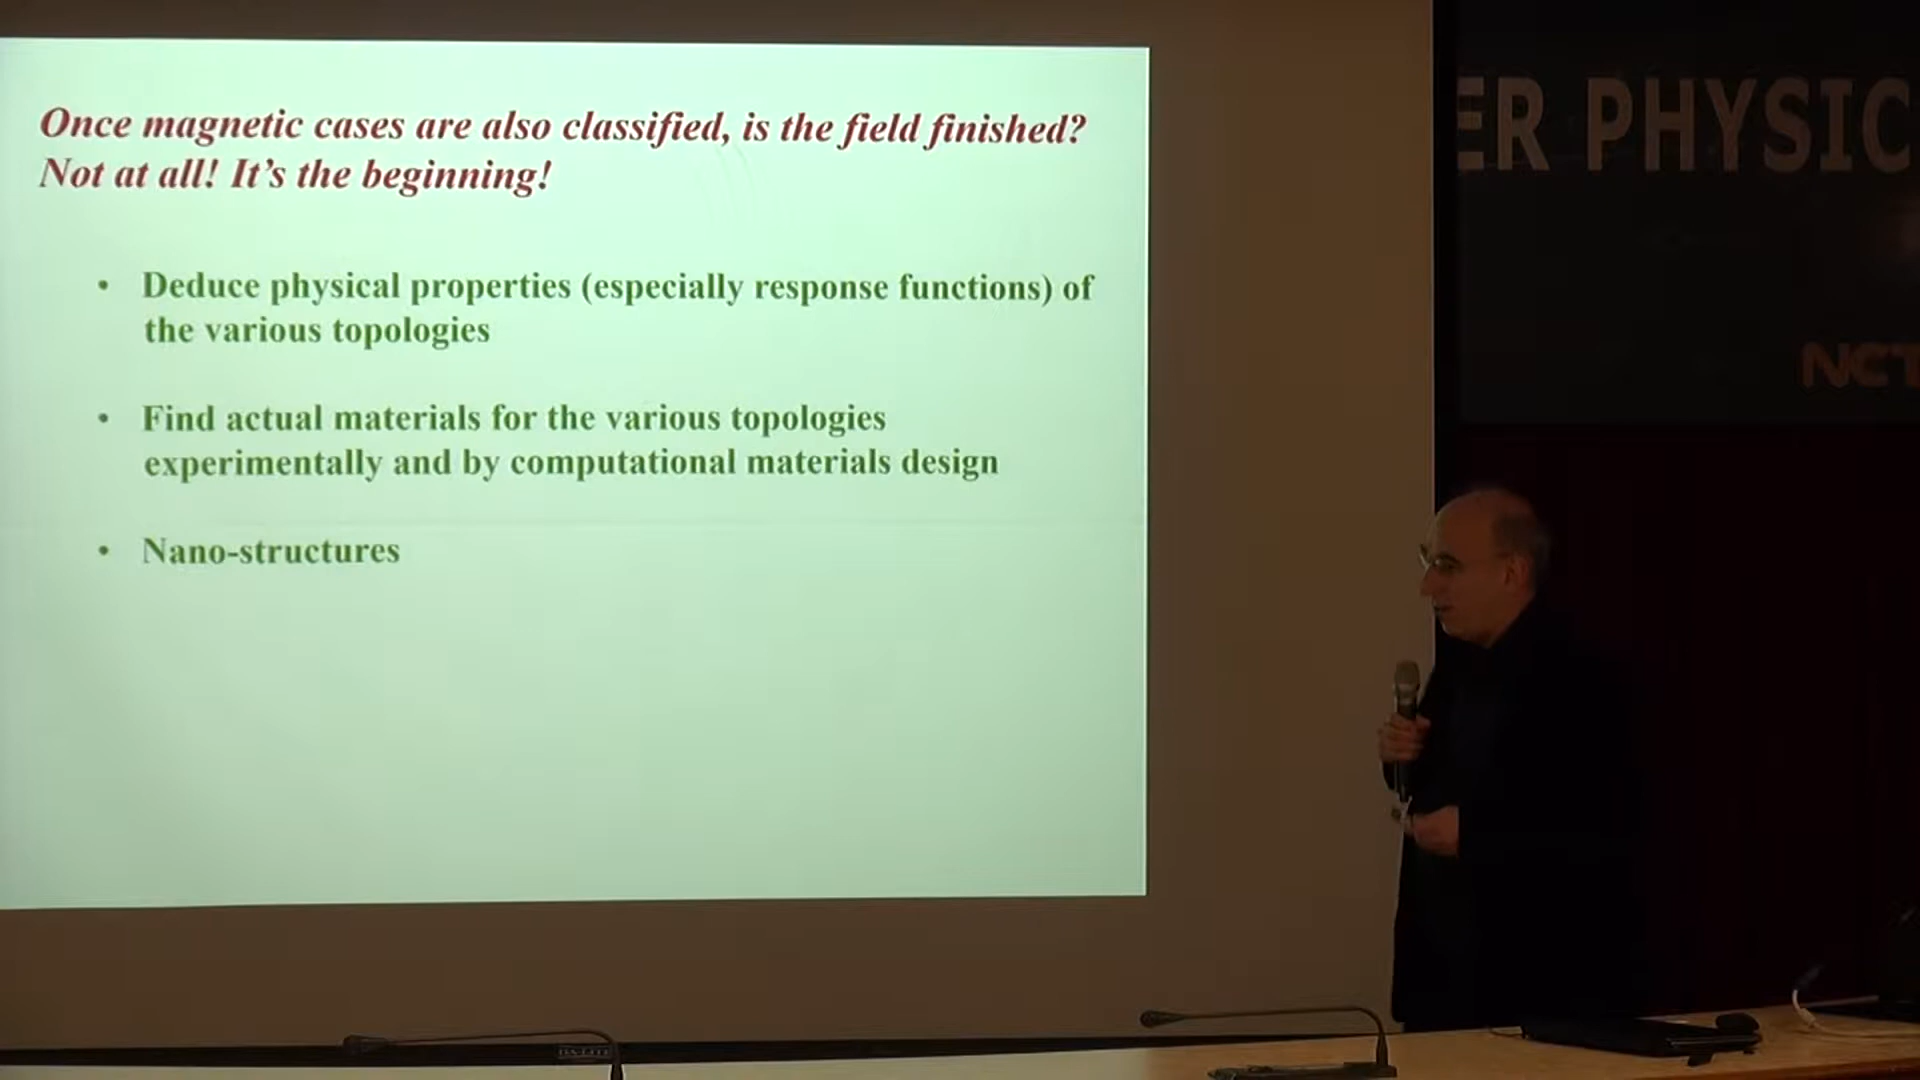 Once magnetic cases are also classified, is the field finished?
Not at all! It's the beginning!
• Deduce physical properties (especially response functions) of
the various topologies
• Find actual materials for the various topologies
experimentally and by computational materials design
• Nano-structures
ER PHYSIC
NCT